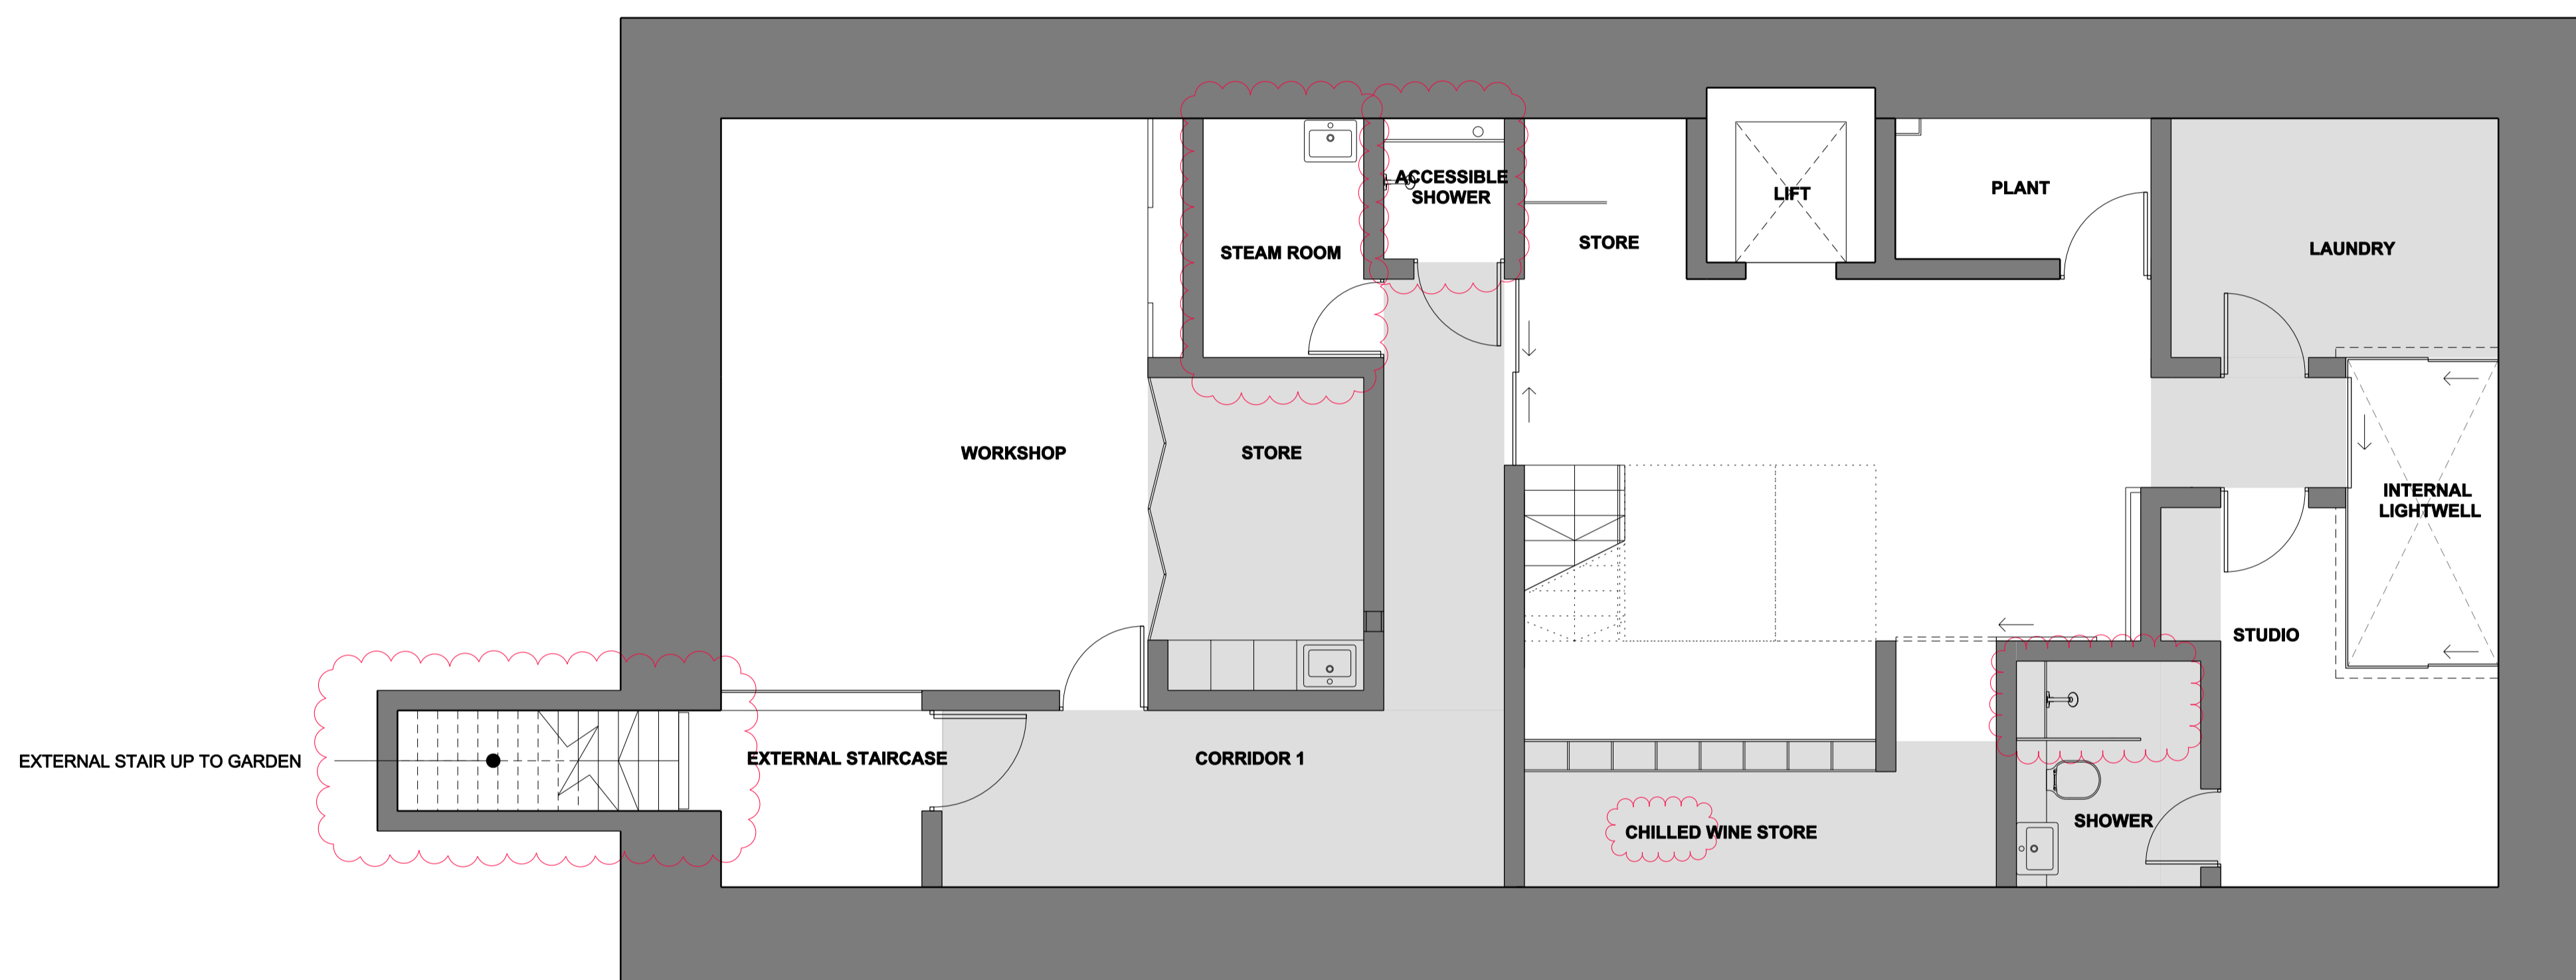 ACCESSIBLE
SHOWER
LIFT
PLANT
STEAM ROOM
STORE
LAUNDRY
WORKSHOP
STORE
INTERNAL
LIGHTWELL
STUDIO
EXTERNAL STAIR UP TO GARDEN
EXTERNAL STAIRCASE
CORRIDOR 1
CHILLED WINE STORE
SHOWER